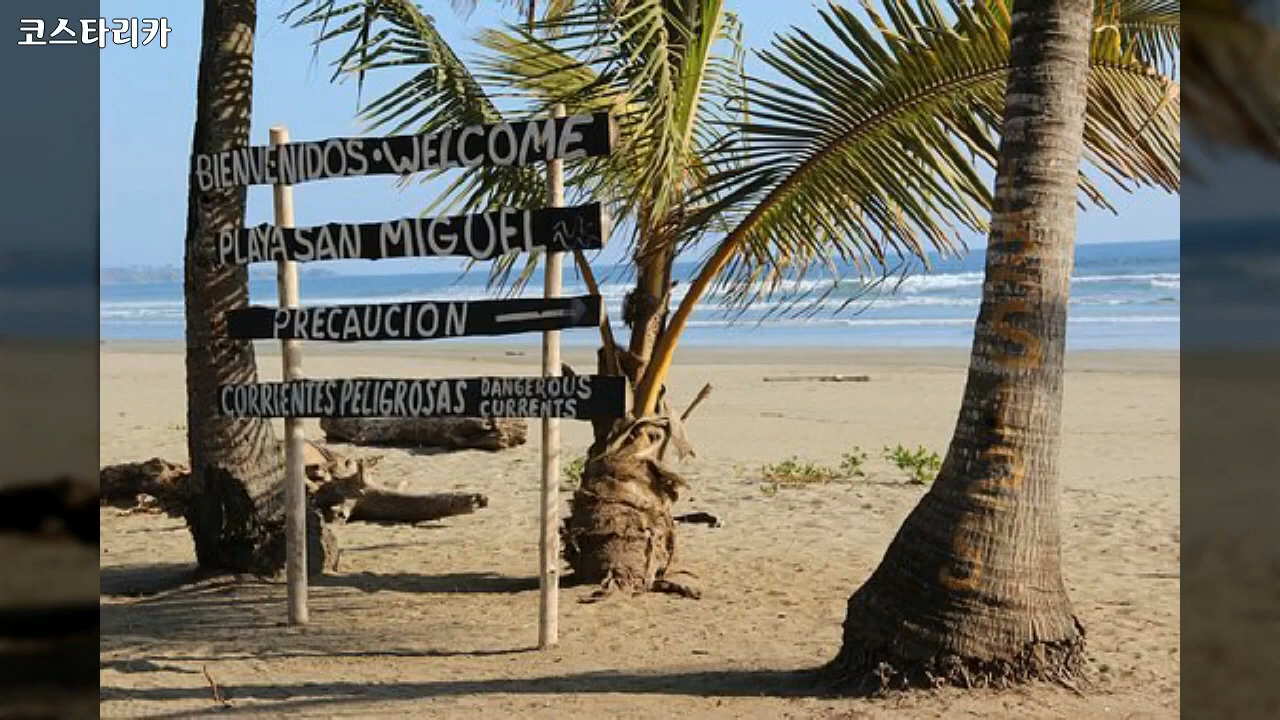 코스타리카
BIENVENIDOS·WELCOME
PLAYA SAN MIGUEL
PRECAUCION
CORRIENTES PELIGROSAS DANGEROUS CURRENTS